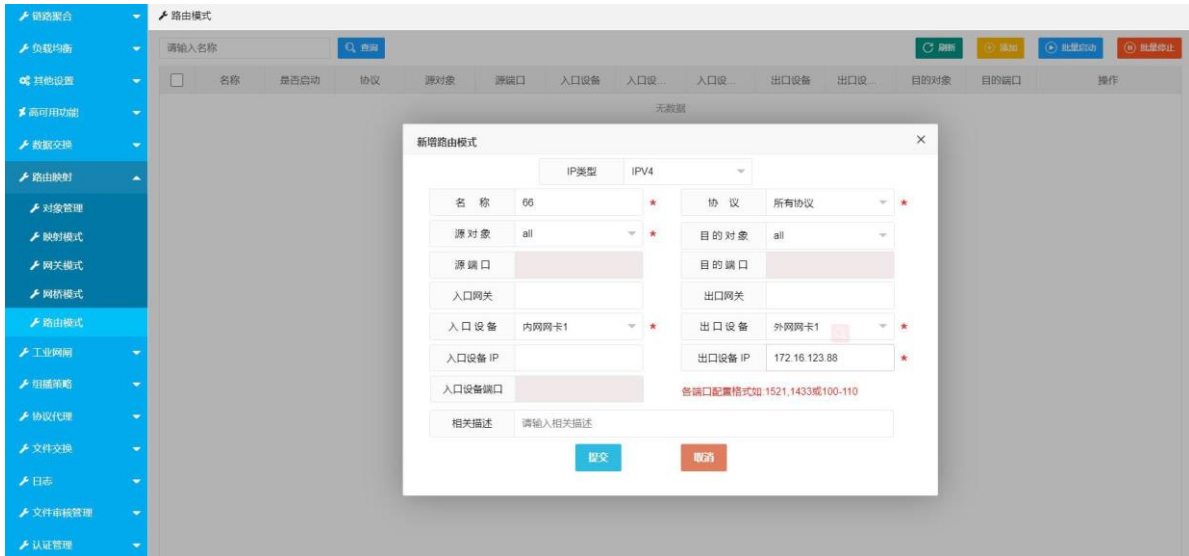 链路聚合
负载均衡
其他设置
高可用功能
数据交换
路由映射
对象管理
映射模式
网关模式
网桥模式
路由模式
工业网闸
组播策略
协议代理
文件交换
日志
文件审核管理
认证管理
路由模式
请输入名称 查询 刷新 添加 批量启动 批量停止
名称 是否启动 协议 源对象 源端口 入口设备 入口设... 入口设... 出口设备 出口设... 目的对象 目的端口 操作
无数据
新增路由模式 ×
IP类型 IPV4
名 称 66 * 协 议 所有协议 *
源对象 all * 目的对象 all
源端口 目的端口
入口网关 出口网关
入口设备 内网网卡1 * 出口设备 外网网卡1 *
入口设备 IP 出口设备 IP 172.16.123.88 *
入口设备端口 各端口配置格式如:1521,1433或100-110
相关描述 请输入相关描述
提交 取消